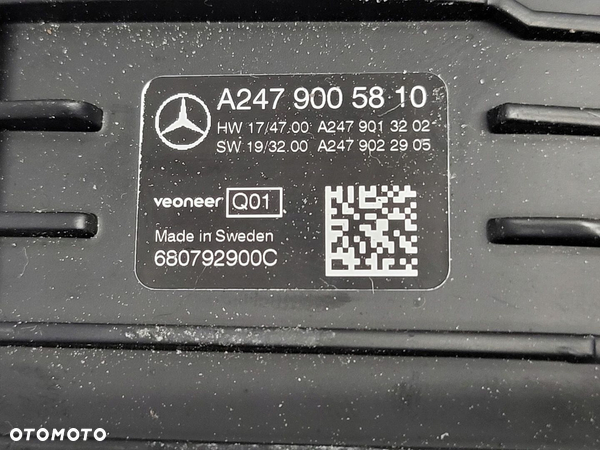 A247 900 58 10
HW 17/47.00 A247 901 32 02
SW 19/32.00 A247 902 29 05
veoneer Q01
Made in Sweden
680792900C
OTOMOTO